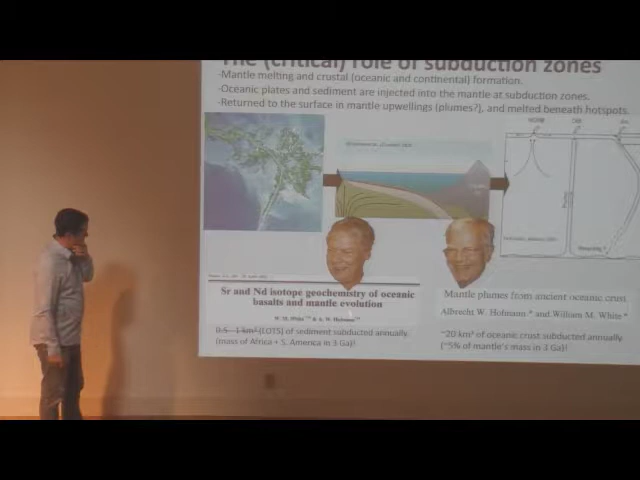 The (critical) role of subduction zones
-Mantle melting and crustal (oceanic and continental) formation.
-Oceanic plates and sediment are injected into the mantle at subduction zones.
-Returned to the surface in mantle upwellings (plumes?), and melted beneath hotspots.
Sr and Nd isotope geochemistry of oceanic
basalts and mantle evolution
Mantle plumes from ancient oceanic crust
Albrecht W. Hofmann * and William M. White *
0.5 - 1 km³ (LOTS) of sediment subducted annually
(mass of Africa + S. America in 3 Ga)!
~20 km³ of oceanic crust subducted annually
(~5% of mantle's mass in 3 Ga)!